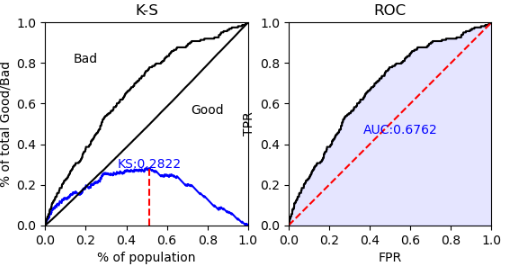 K-S
1.0
0.8
0.6
0.4
0.2
0.0
% of total Good/Bad
Bad
Good
KS:0.2822
0.0 0.2 0.4 0.6 0.8 1.0
% of population
ROC
1.0
0.8
0.6
0.4
0.2
0.0
TPR
AUC:0.6762
0.0 0.2 0.4 0.6 0.8 1.0
FPR